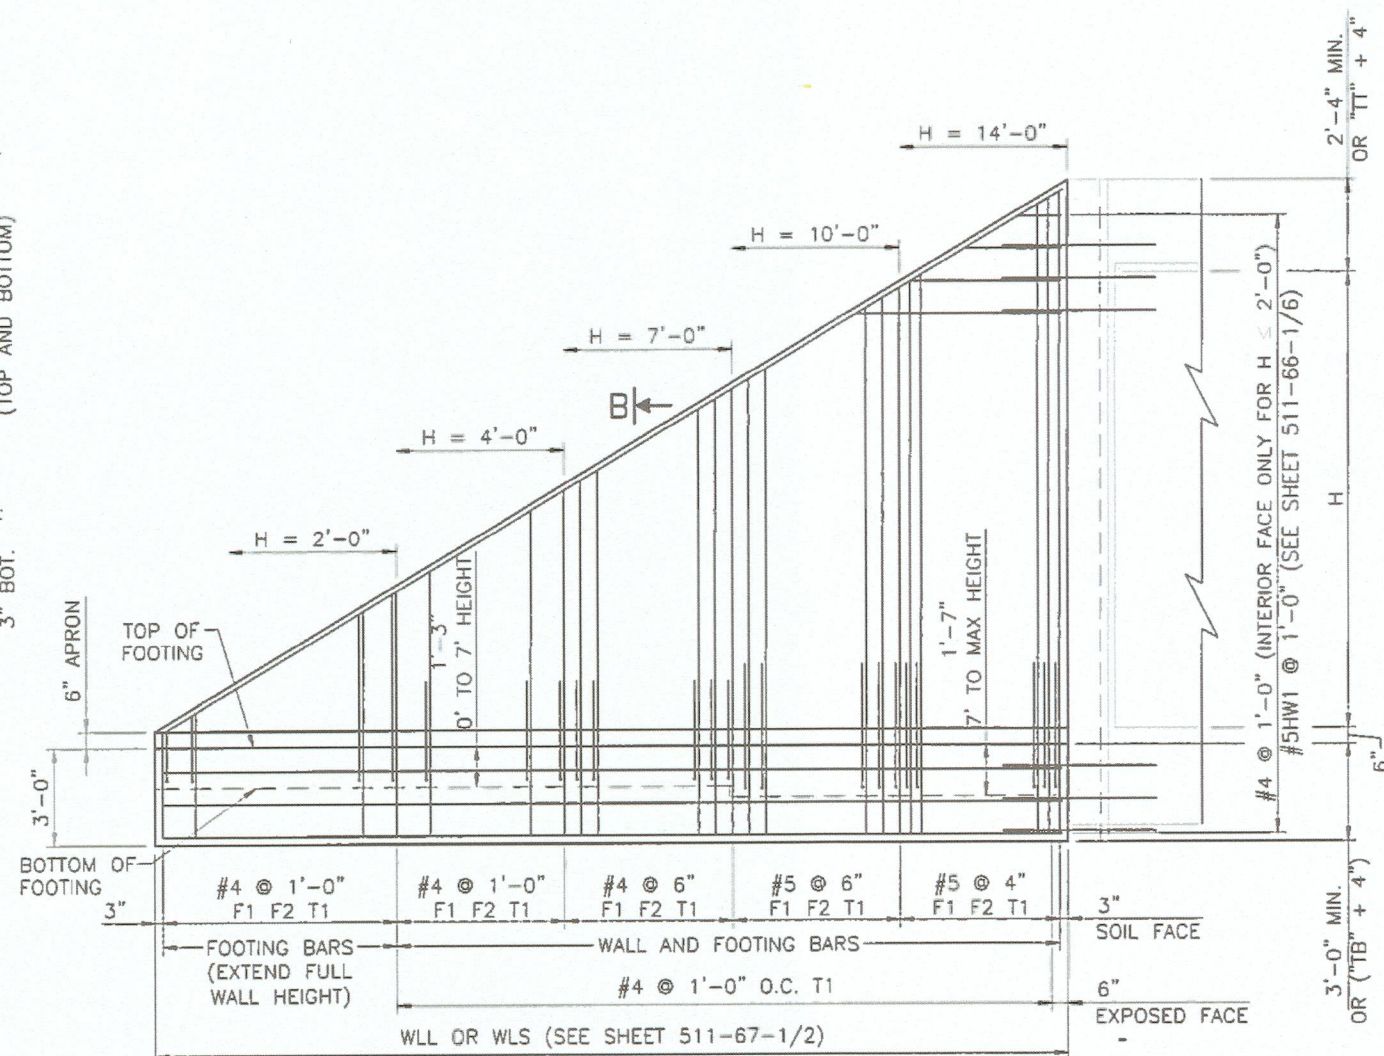 (TOP AND BOTTOM)
3" BOT.
2'-4" MIN.
OR "TT" + 4"
H = 14'-0"
H = 10'-0"
H = 7'-0"
B
H = 4'-0"
H = 2'-0"
6" APRON
TOP OF
FOOTING
1'-3"
0' TO 7' HEIGHT
1'-7"
7' TO MAX HEIGHT
#4 @ 1'-0" (INTERIOR FACE ONLY FOR H ≤ 2'-0")
#5HW1 @ 1'-0" (SEE SHEET 511-66-1/6)
H
6"
3'-0"
BOTTOM OF
FOOTING
3"
#4 @ 1'-0"
F1 F2 T1
#4 @ 1'-0"
F1 F2 T1
#4 @ 6"
F1 F2 T1
#5 @ 6"
F1 F2 T1
#5 @ 4"
F1 F2 T1
3"
SOIL FACE
FOOTING BARS
(EXTEND FULL
WALL HEIGHT)
WALL AND FOOTING BARS
#4 @ 1'-0" O.C. T1
6"
EXPOSED FACE
WLL OR WLS (SEE SHEET 511-67-1/2)
3'-0" MIN.
OR ("TB" + 4")